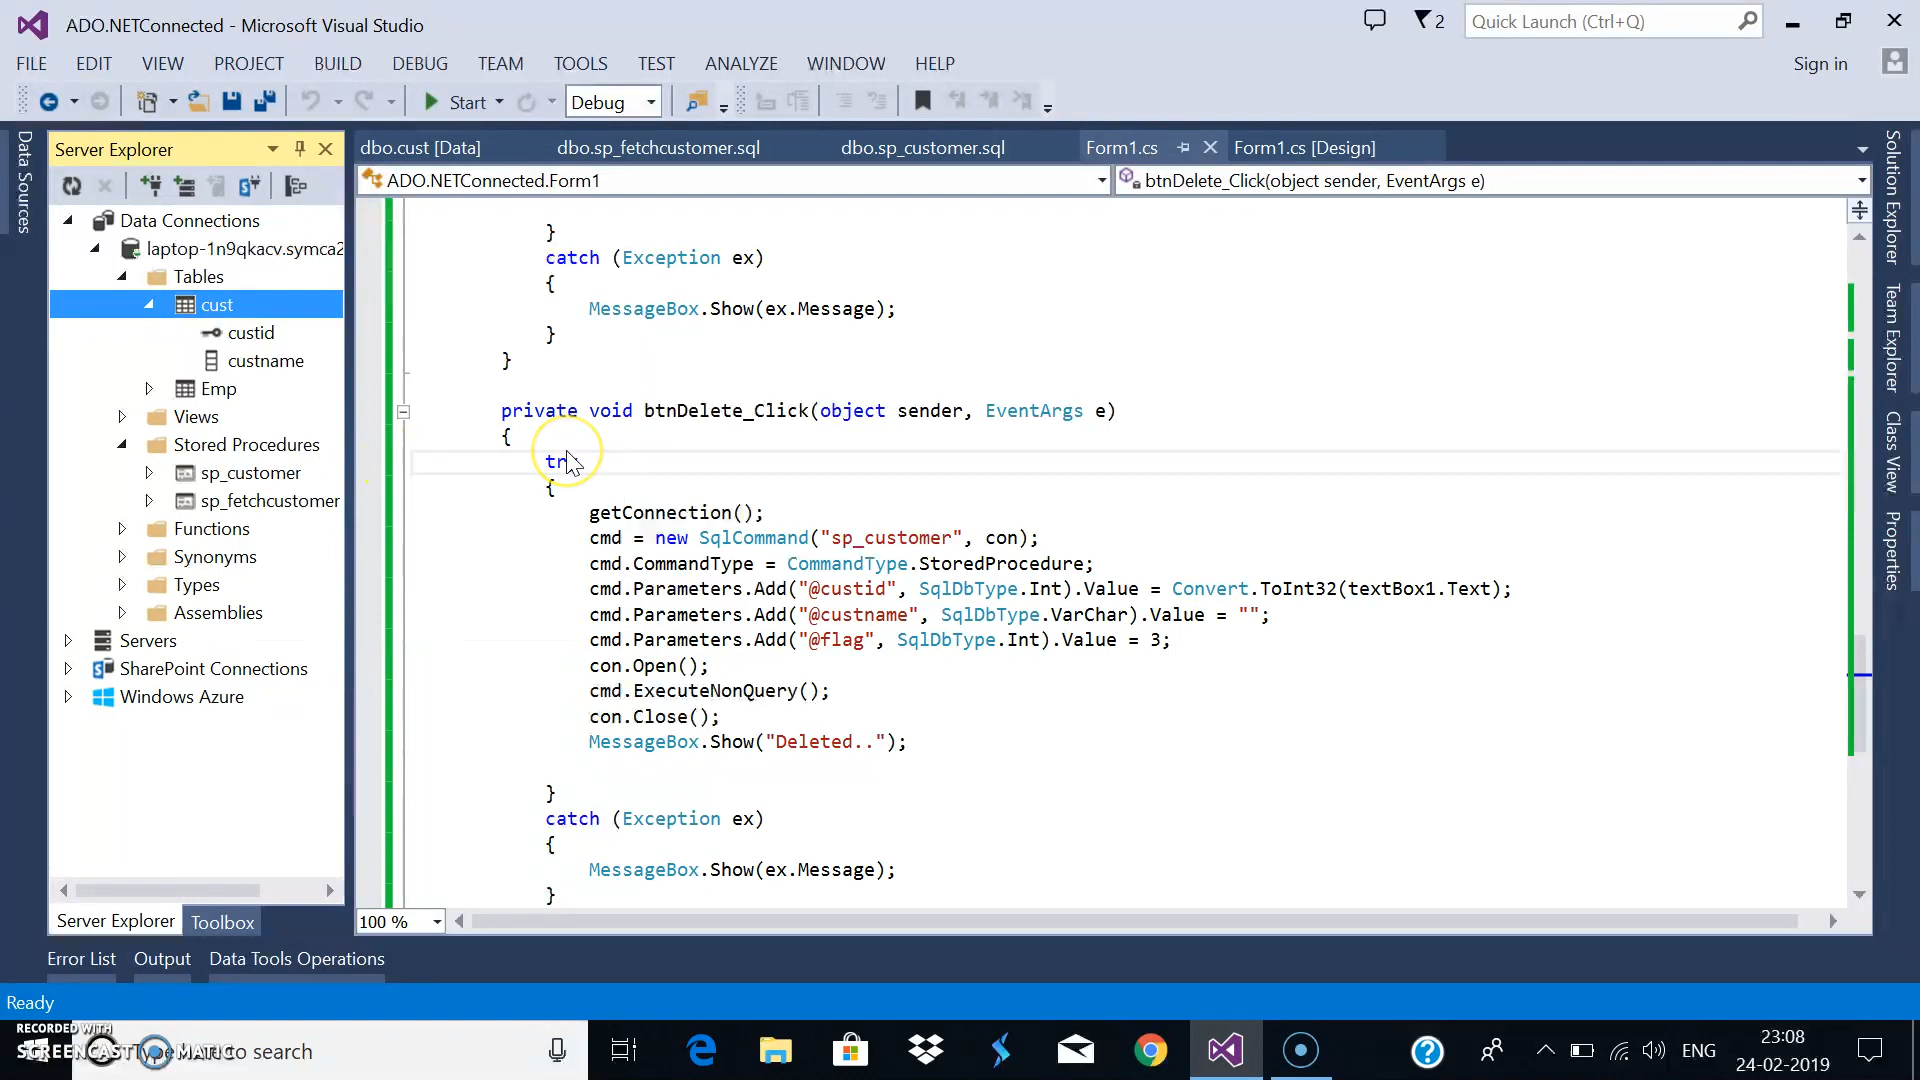 ADO.NETConnected - Microsoft Visual Studio
2
Quick Launch (Ctrl+Q)
FILE EDIT VIEW PROJECT BUILD DEBUG TEAM TOOLS TEST ANALYZE WINDOW HELP
Sign in
Start
Debug
Data Sources
Server Explorer
Data Connections
laptop-1n9qkacv.symca2
Tables
cust
custid
custname
Emp
Views
Stored Procedures
sp_customer
sp_fetchcustomer
Functions
Synonyms
Types
Assemblies
Servers
SharePoint Connections
Windows Azure
Server Explorer
Toolbox
dbo.cust [Data]
dbo.sp_fetchcustomer.sql
dbo.sp_customer.sql
Form1.cs
Form1.cs [Design]
ADO.NETConnected.Form1
btnDelete_Click(object sender, EventArgs e)
}
catch (Exception ex)
{
MessageBox.Show(ex.Message);
}
}
private void btnDelete_Click(object sender, EventArgs e)
{
{
getConnection();
cmd = new SqlCommand("sp_customer", con);
cmd.CommandType = CommandType.StoredProcedure;
cmd.Parameters.Add("@custid", SqlDbType.Int).Value = Convert.ToInt32(textBox1.Text);
cmd.Parameters.Add("@custname", SqlDbType.VarChar).Value = "";
cmd.Parameters.Add("@flag", SqlDbType.Int).Value = 3;
con.Open();
cmd.ExecuteNonQuery();
con.Close();
MessageBox.Show("Deleted..");
}
catch (Exception ex)
{
MessageBox.Show(ex.Message);
}
100 %
Solution Explorer
Team Explorer
Class View
Properties
Error List
Output
Data Tools Operations
Ready
RECORDED WITH
SCREENCAST MATIC
to search
ENG
23:08
24-02-2019